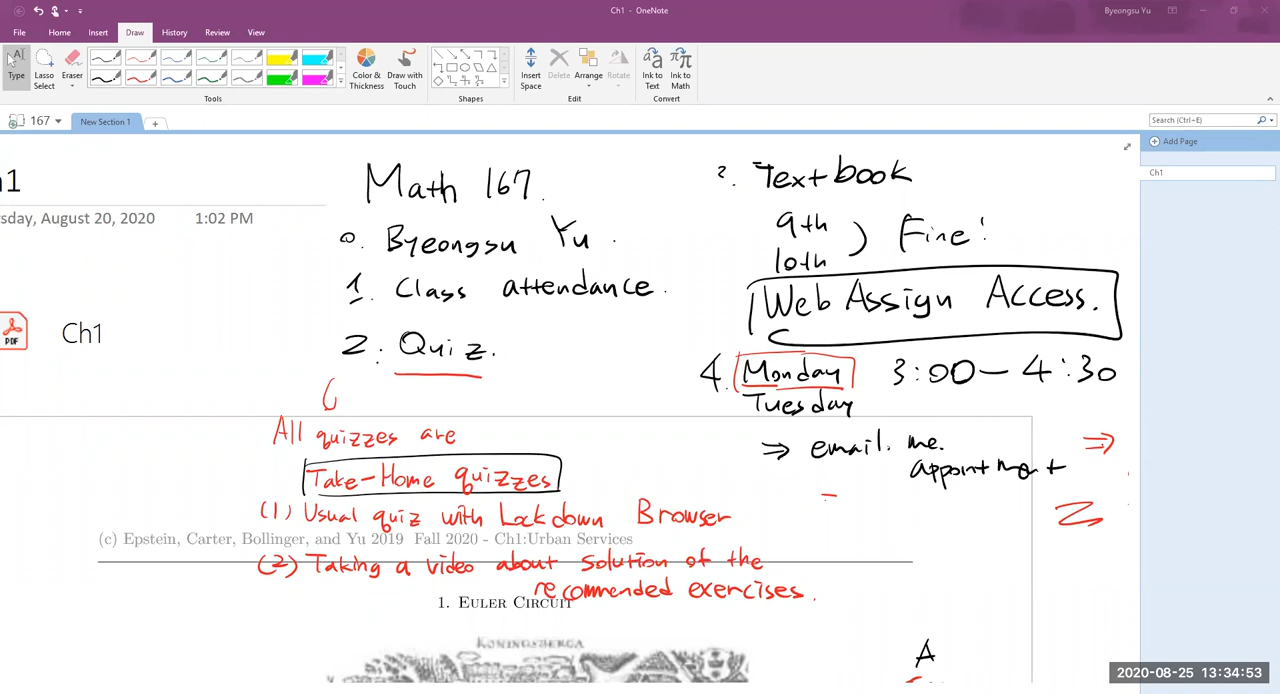 Ch1 - OneNote
Byeongsu Yu
File Home Insert Draw History Review View
Type
Lasso Select
Eraser
Color & Thickness
Draw with Touch
Insert Space
Delete
Arrange
Rotate
Ink to Text
Ink to Math
Tools
Shapes
Edit
Convert
167
New Section 1
Search (Ctrl+E)
Add Page
Ch1
h1
sday, August 20, 2020 1:02 PM
PDF
Ch1
Math 167.
0. Byeongsu Yu.
1. Class attendance.
2. Quiz.
All quizzes are
Take-Home quizzes
(1) Usual quiz with Lockdown Browser
(c) Epstein, Carter, Bollinger, and Yu 2019 Fall 2020 - Ch1:Urban Services
(2) Taking a video about solution of the
recommended exercises.
1. Euler Circuit
Koningsberga
Textbook
9th
10th ) Fine!
WebAssign Access.
4. Monday 3:00 - 4:30
Tuesday
⇒ email. me.
appointment
⇒
A
2020-08-25 13:34:53